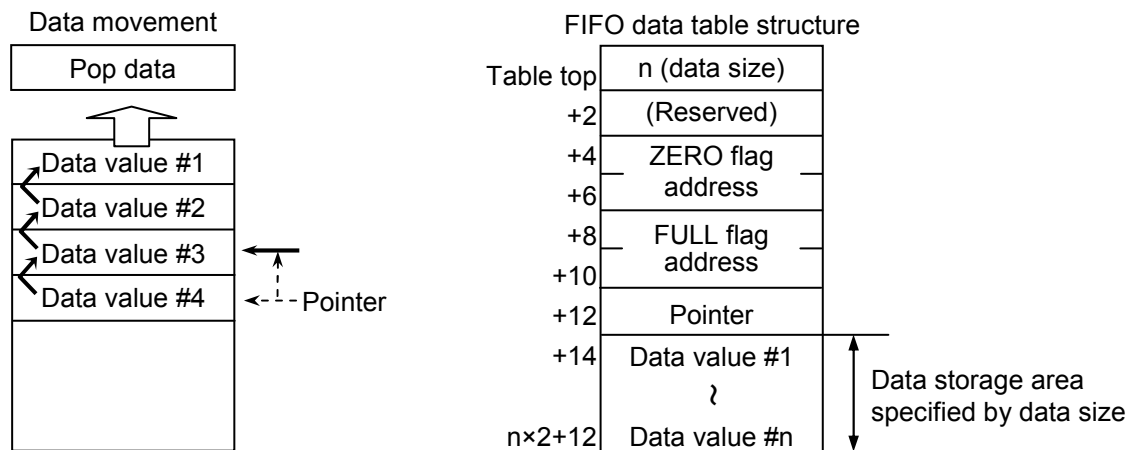 Data movement
Pop data
Data value #1
Data value #2
Data value #3
Data value #4
Pointer
FIFO data table structure
Table top
n (data size)
+2
(Reserved)
+4
ZERO flag
address
+6
+8
FULL flag
address
+10
+12
Pointer
+14
Data value #1
~
n×2+12
Data value #n
Data storage area
specified by data size